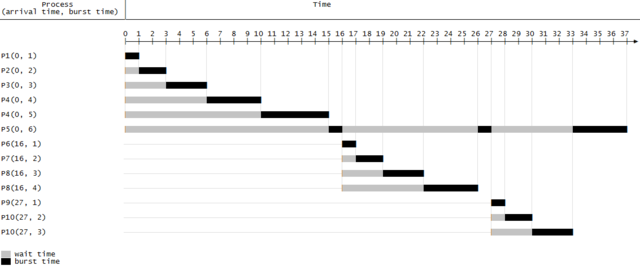 Process
(arrival time, burst time)
Time
0 1 2 3 4 5 6 7 8 9 10 11 12 13 14 15 16 17 18 19 20 21 22 23 24 25 26 27 28 29 30 31 32 33 34 35 36 37
P1(0, 1)
P2(0, 2)
P3(0, 3)
P4(0, 4)
P4(0, 5)
P5(0, 6)
P6(16, 1)
P7(16, 2)
P8(16, 3)
P8(16, 4)
P9(27, 1)
P10(27, 2)
P10(27, 3)
wait time
burst time